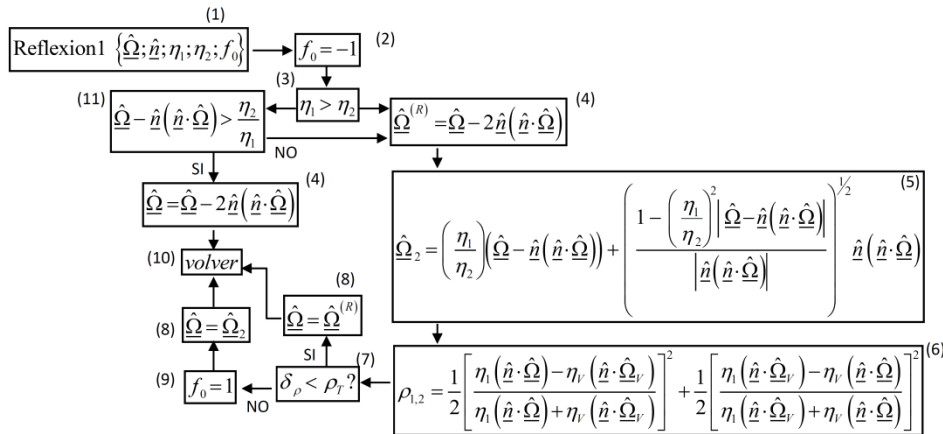 (1)
Reflexion1 {Ω̲̂; n̲̂; η₁; η₂; f₀}
(2)
f₀ = −1
(3)
η₁ > η₂
(11)
Ω̲̂ − n̲̂(n̲̂·Ω̲̂) > η₂/η₁
NO
SI
(4)
Ω̲̂⁽ᴿ⁾ = Ω̲̂ − 2n̲̂(n̲̂·Ω̲̂)
(4)
Ω̲̂ = Ω̲̂ − 2n̲̂(n̲̂·Ω̲̂)
(5)
Ω̲̂₂ = (η₁/η₂)(Ω̲̂ − n̲̂(n̲̂·Ω̲̂)) + ((1 − (η₁/η₂)²|Ω̲̂ − n̲̂(n̲̂·Ω̲̂)|)/|n̲̂(n̲̂·Ω̲̂)|)^½ n̲̂(n̲̂·Ω̲̂)
(10)
volver
(8)
Ω̲̂ = Ω̲̂⁽ᴿ⁾
(8)
Ω̲̂ = Ω̲̂₂
SI
(6)
ρ₁,₂ = ½[(η₁(n̲̂·Ω̲̂) − η_V(n̲̂·Ω̲̂_V))/(η₁(n̲̂·Ω̲̂) + η_V(n̲̂·Ω̲̂_V))]² + ½[(η₁(n̲̂·Ω̲̂_V) − η_V(n̲̂·Ω̲̂))/(η₁(n̲̂·Ω̲̂_V) + η_V(n̲̂·Ω̲̂))]²
(7)
δ_ρ < ρ_T?
NO
(9)
f₀ = 1